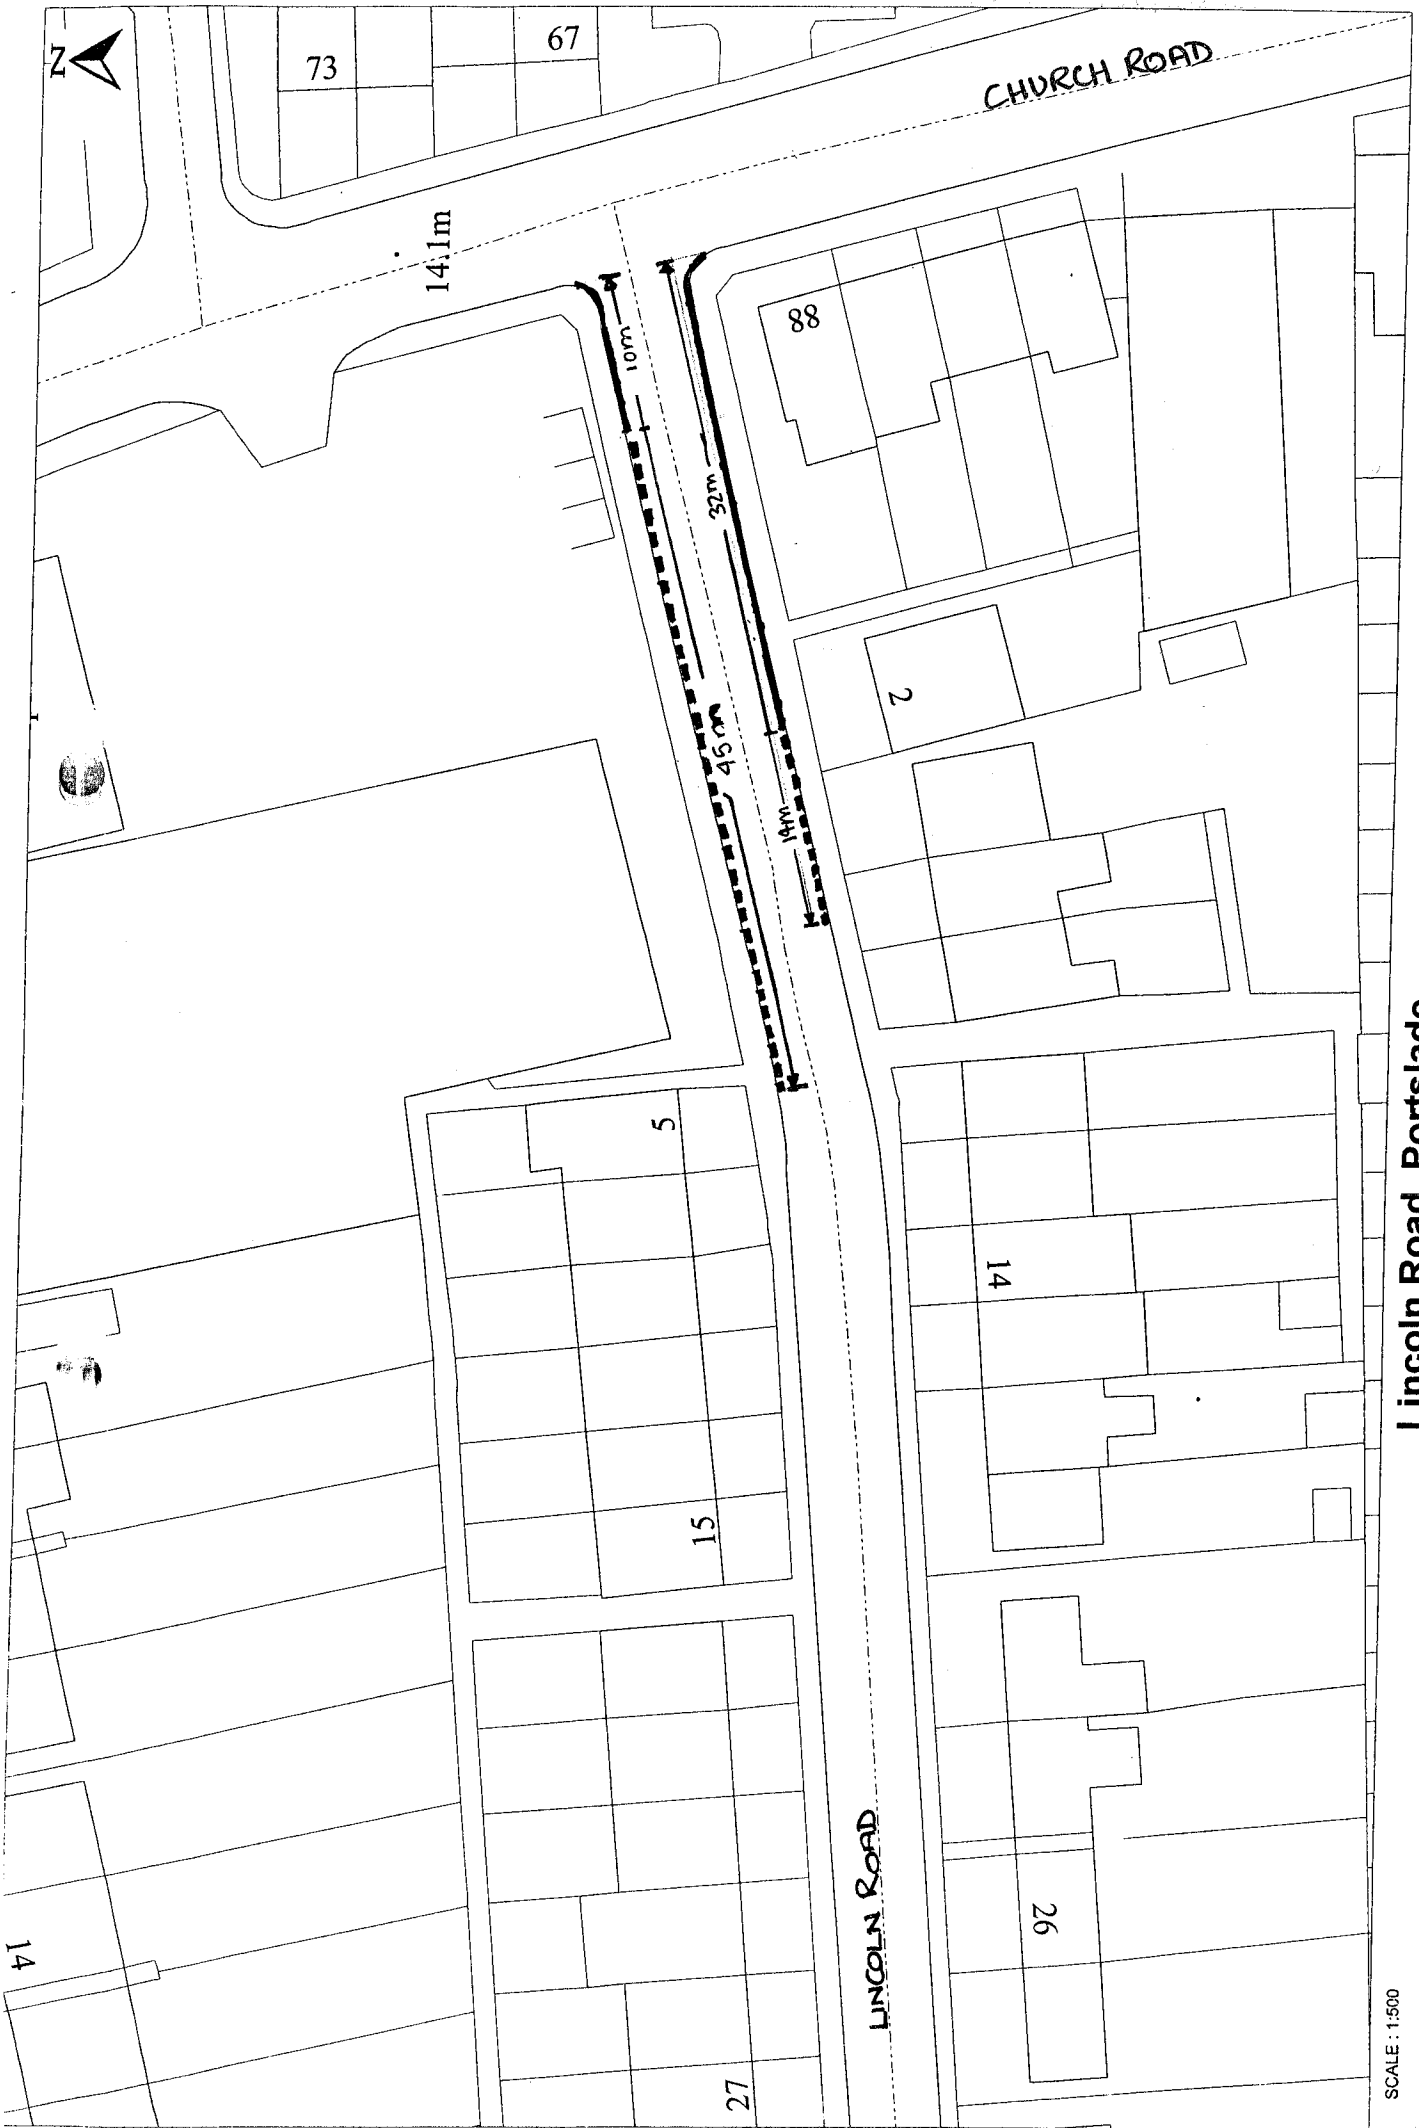 Z
73
67
CHURCH ROAD
14.1m
10m
88
32m
2
45m
14m
5
14
15
LINCOLN ROAD
26
14
27
Lincoln Road, Portslade
SCALE : 1:500